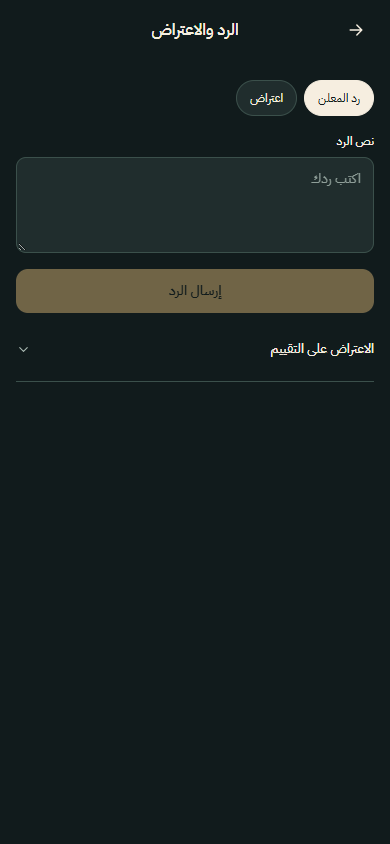 الرد والاعتراض
رد المعلن
اعتراض
نص الرد
اكتب ردك
إرسال الرد
الاعتراض على التقييم